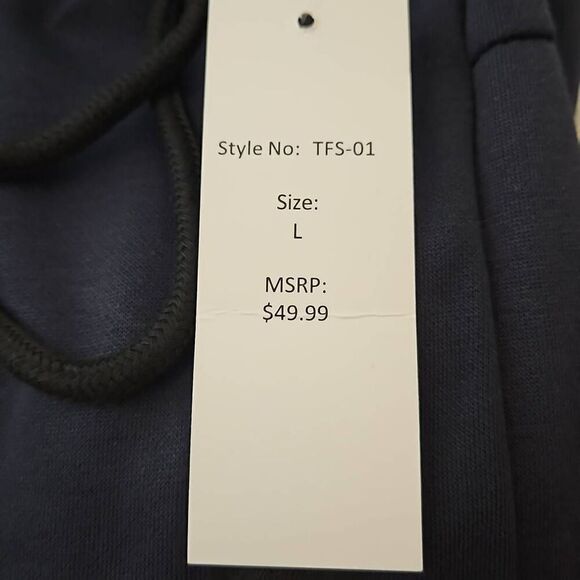 Style No: TFS-01
Size:
L
MSRP:
$49.99